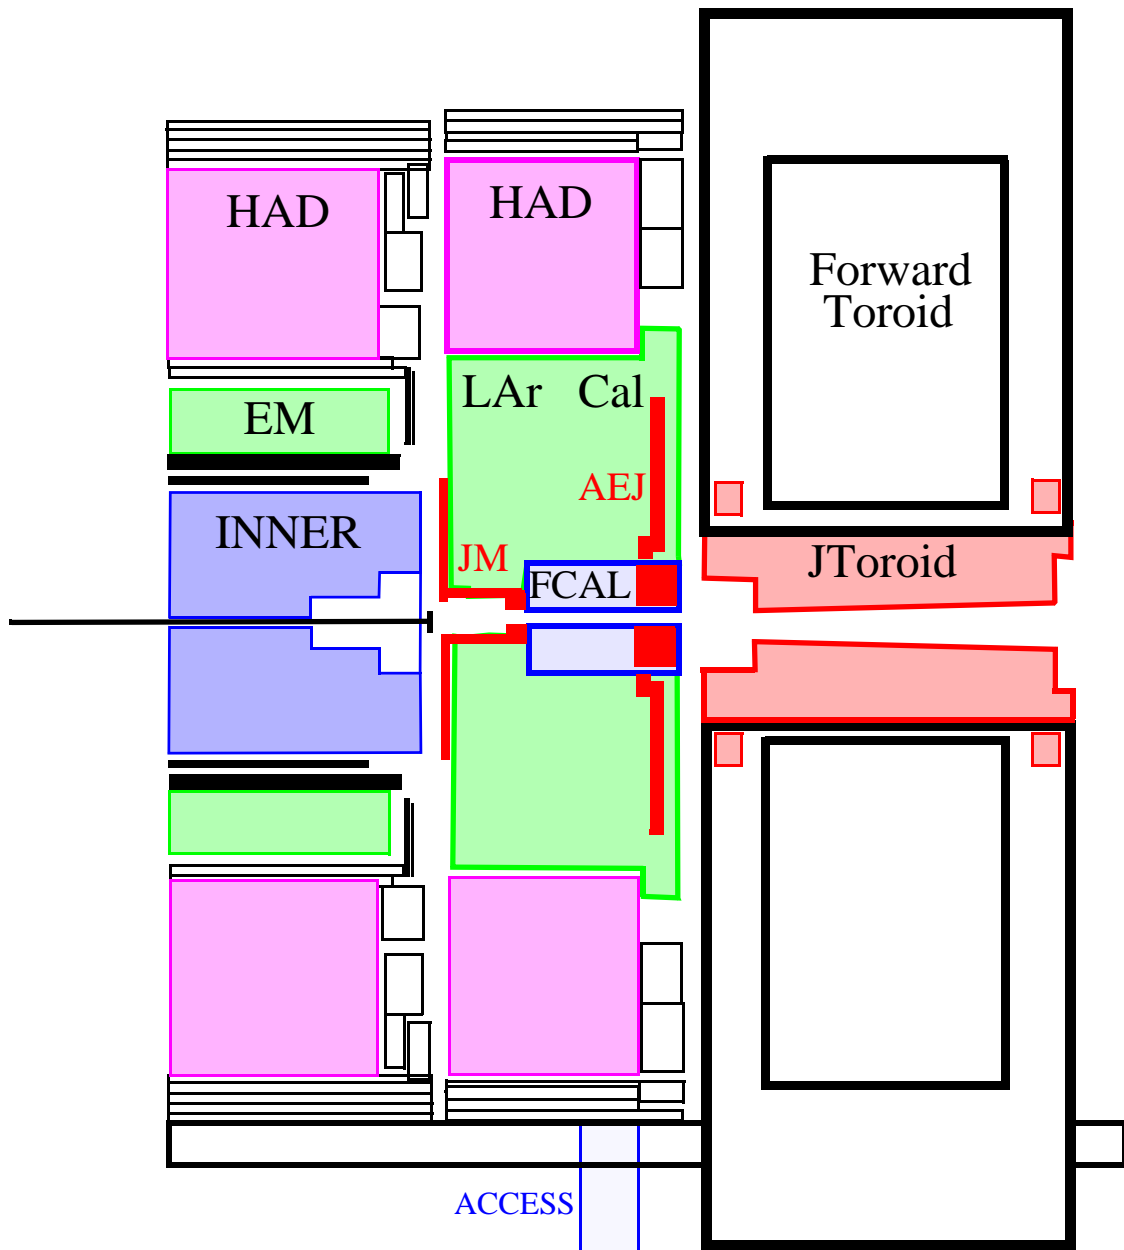 HAD
HAD
Forward
Toroid
LAr Cal
EM
AEJ
INNER
JM
FCAL
JToroid
ACCESS